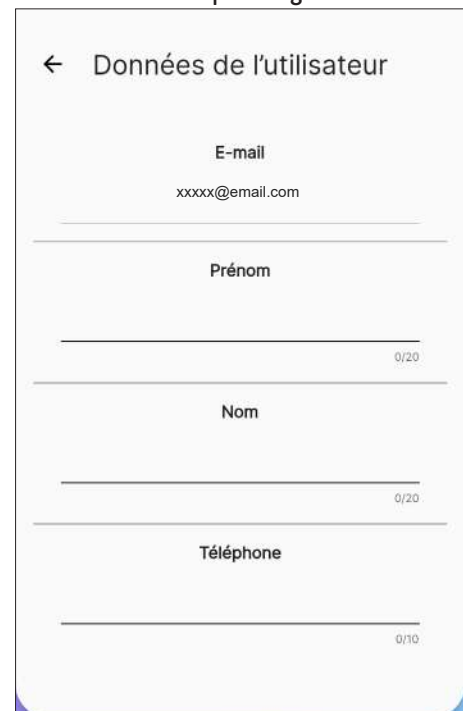 ← Données de l'utilisateur
E-mail
xxxxx@email.com
Prénom
0/20
Nom
0/20
Téléphone
0/10